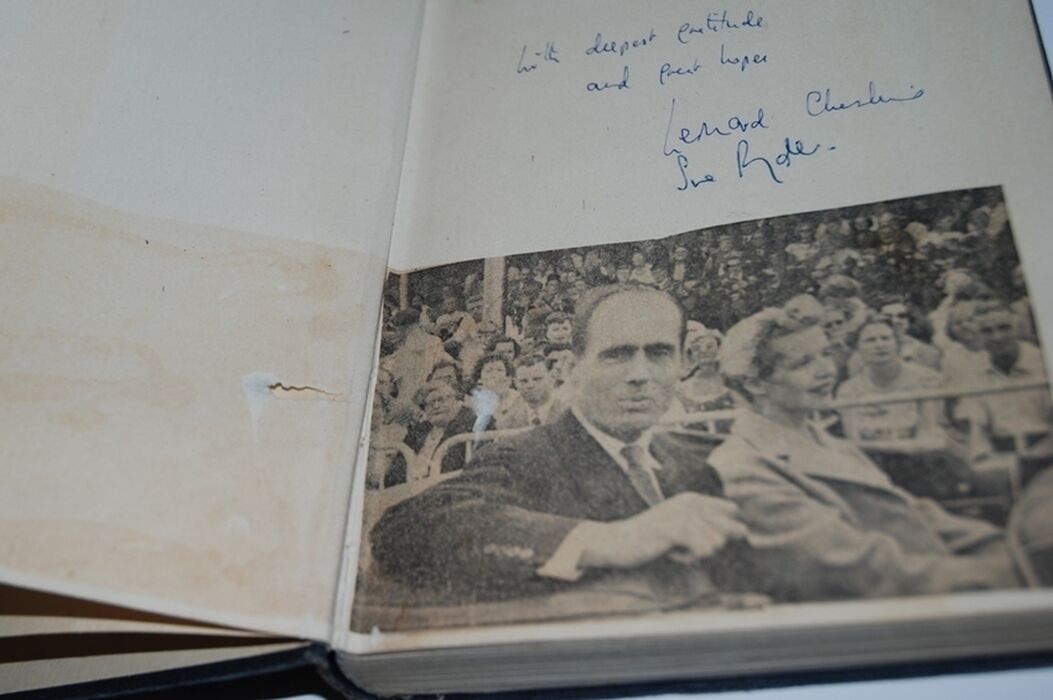 with deepest gratitude
and great hopes
Leonard Cheshire
Sue Ryder.